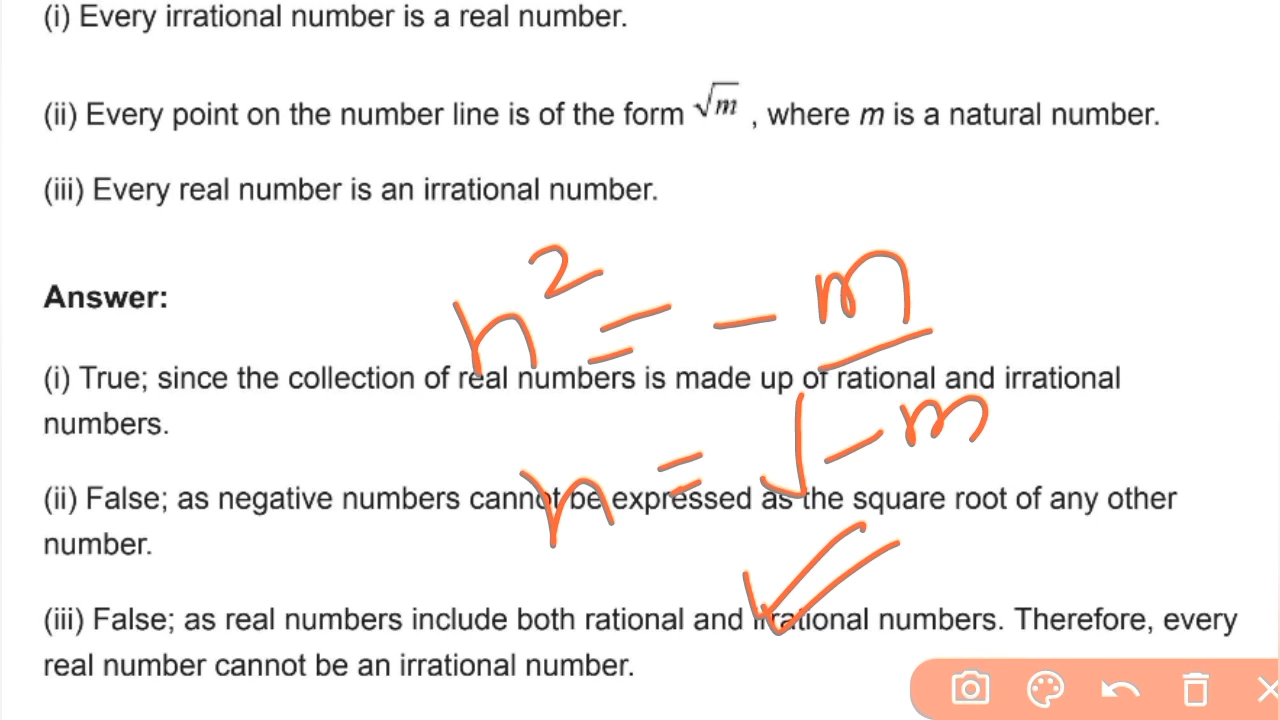 (i) Every irrational number is a real number.
(ii) Every point on the number line is of the form √m , where m is a natural number.
(iii) Every real number is an irrational number.
Answer:
n² = - m
(i) True; since the collection of real numbers is made up of rational and irrational
numbers.
n = √-m
(ii) False; as negative numbers cannot be expressed as the square root of any other
number.
(iii) False; as real numbers include both rational and irrational numbers. Therefore, every
real number cannot be an irrational number.